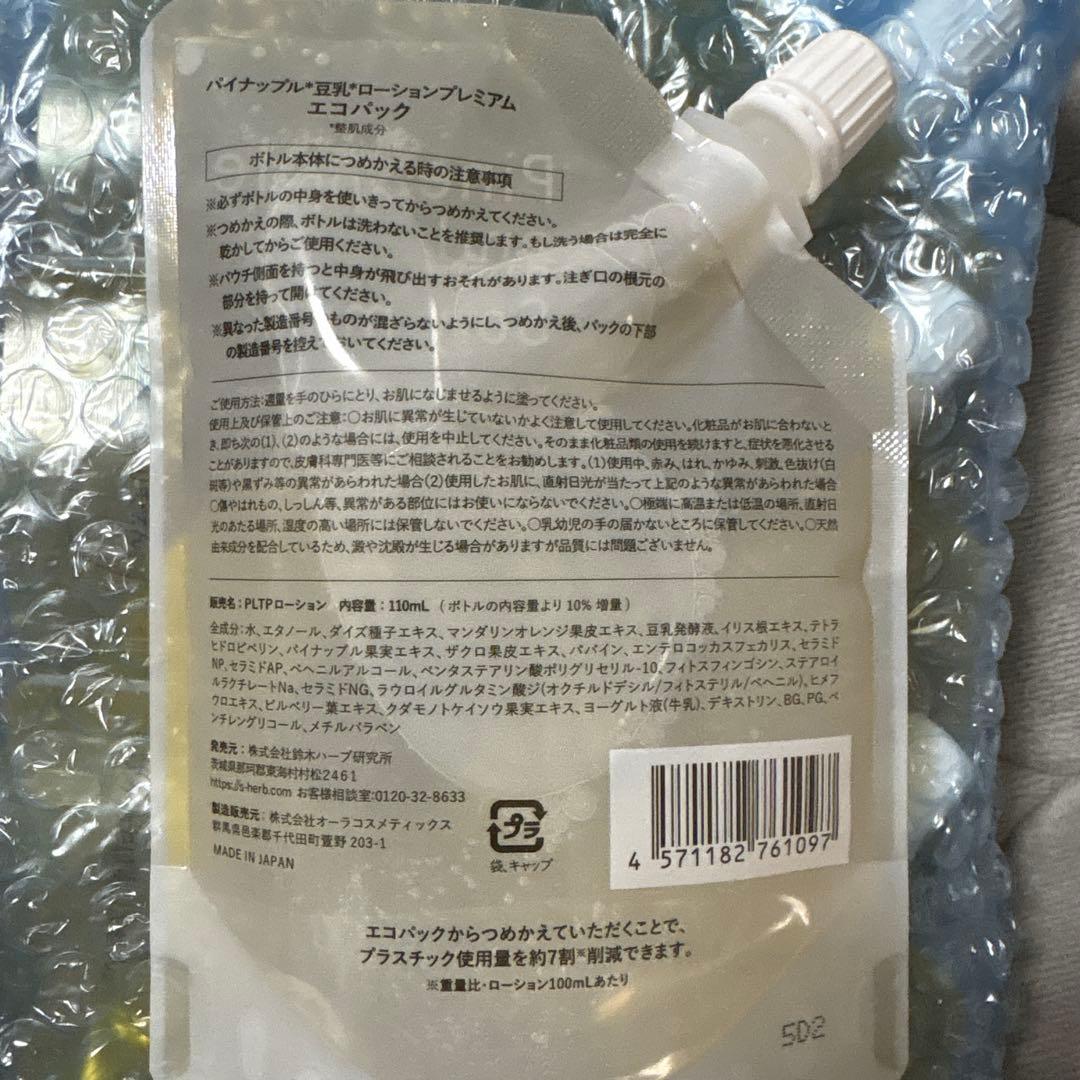 パイナップル*豆乳*ローションプレミアム
エコパック
*整肌成分
ボトル本体につめかえる時の注意事項
※必ずボトルの中身を使いきってからつめかえてください。
※つめかえの際、ボトルは洗わないことを推奨します。もし洗う場合は完全に
乾かしてからご使用ください。
※パウチ側面を持つと中身が飛び出すおそれがあります。注ぎ口の根元の
部分を持って開けてください。
※異なった製造番号 ものが混ざらないようにし、つめかえ後、パックの下部
の製造番号を控えておいてください。
ご使用方法:適量を手のひらにとり、お肌になじませるように塗ってください。
使用上及び保管上のご注意:○お肌に異常が生じていないかよく注意して使用してください。化粧品がお肌に合わないと
き、即ち次の(1)、(2)のような場合には、使用を中止してください。そのまま化粧品類の使用を続けますと、症状を悪化させる
ことがありますので、皮膚科専門医等にご相談されることをお勧めします。(1)使用中、赤み、はれ、かゆみ、刺激、色抜け(白
斑等)や黒ずみ等の異常があらわれた場合(2)使用したお肌に、直射日光が当たって上記のような異常があらわれた場合
○傷やはれもの、しっしん等、異常がある部位にはお使いにならないでください。○極端に高温または低温の場所、直射日
光のあたる場所、湿度の高い場所には保管しないでください。○乳幼児の手の届かないところに保管してください。○天然
由来成分を配合しているため、澱や沈殿が生じる場合がありますが品質には問題ございません。
販売名:PLTPローション 内容量:110mL (ボトルの内容量より10%増量)
全成分:水、エタノール、ダイズ種子エキス、マンダリンオレンジ果皮エキス、豆乳発酵液、イリス根エキス、テトラ
ヒドロピペリン、パイナップル果実エキス、ザクロ果皮エキス、パパイン、エンテロコッカスフェカリス、セラミド
NP、セラミドAP、ベヘニルアルコール、ペンタステアリン酸ポリグリセリル-10、フィトスフィンゴシン、ステアロイ
ルラクチレートNa、セラミドNG、ラウロイルグルタミン酸ジ(オクチルドデシル/フィトステリル/ベヘニル)、ヒメフ
ウロエキス、ビルベリー葉エキス、クダモノトケイソウ果実エキス、ヨーグルト液(牛乳)、デキストリン、BG、PG、ペ
ンチレングリコール、メチルパラベン
発売元:株式会社鈴木ハーブ研究所
茨城県那珂郡東海村村松2461
https://s-herb.com お客様相談室:0120-32-8633
製造販売元:株式会社オーラコスメティックス
群馬県邑楽郡千代田町萱野203-1
MADE IN JAPAN
プラ
袋、キャップ
4 571182 761097
エコパックからつめかえていただくことで、
プラスチック使用量を約7割※削減できます。
※重量比・ローション100mLあたり
5D2